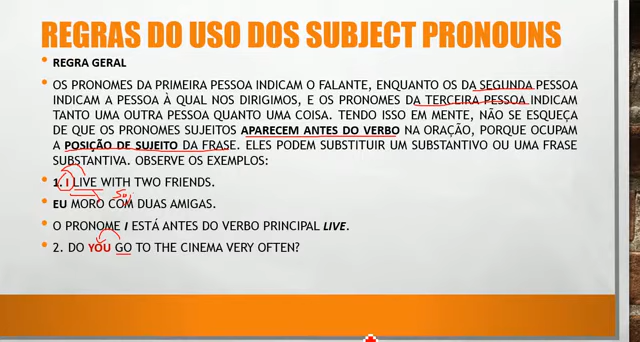 REGRAS DO USO DOS SUBJECT PRONOUNS
• REGRA GERAL
• OS PRONOMES DA PRIMEIRA PESSOA INDICAM O FALANTE, ENQUANTO OS DA SEGUNDA PESSOA
INDICAM A PESSOA À QUAL NOS DIRIGIMOS, E OS PRONOMES DA TERCEIRA PESSOA INDICAM
TANTO UMA OUTRA PESSOA QUANTO UMA COISA. TENDO ISSO EM MENTE, NÃO SE ESQUEÇA
DE QUE OS PRONOMES SUJEITOS APARECEM ANTES DO VERBO NA ORAÇÃO, PORQUE OCUPAM
A POSIÇÃO DE SUJEITO DA FRASE. ELES PODEM SUBSTITUIR UM SUBSTANTIVO OU UMA FRASE
SUBSTANTIVA. OBSERVE OS EXEMPLOS:
• 1. I LIVE WITH TWO FRIENDS.
• EU MORO COM DUAS AMIGAS.
• O PRONOME I ESTÁ ANTES DO VERBO PRINCIPAL LIVE.
• 2. DO YOU GO TO THE CINEMA VERY OFTEN?